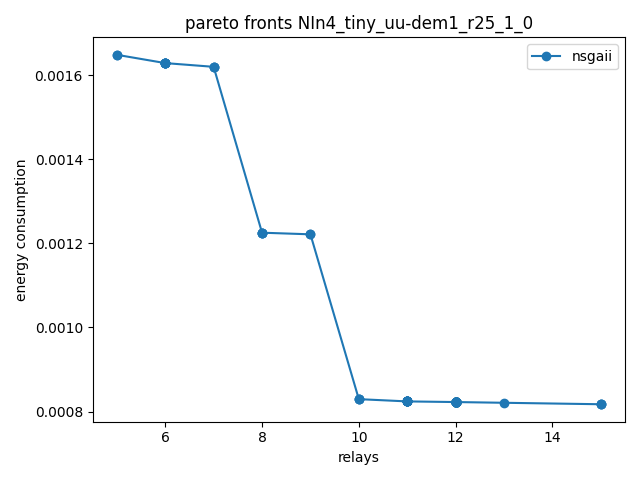 pareto fronts NIn4_tiny_uu-dem1_r25_1_0
nsgaii
0.0016
0.0014
0.0012
0.0010
0.0008
energy consumption
6 8 10 12 14
relays